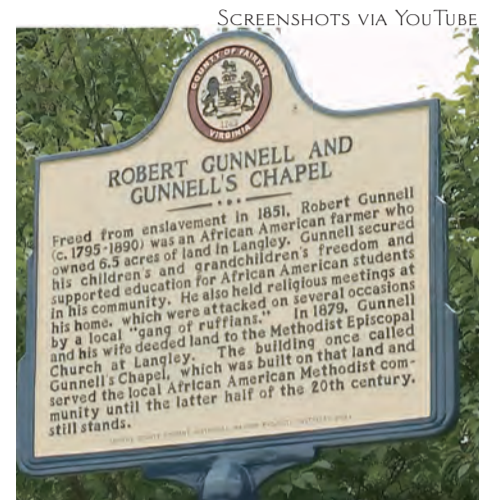 SCREENSHOTS VIA YOUTUBE
COUNTY OF FAIRFAX
1742
VIRGINIA
ROBERT GUNNELL AND
GUNNELL'S CHAPEL
Freed from enslavement in 1851, Robert Gunnell
(c. 1795-1890) was an African American farmer who
owned 6.5 acres of land in Langley. Gunnell secured
his children's and grandchildren's freedom and
supported education for African American students
in his community. He also held religious meetings at
his home, which were attacked on several occasions
by a local "gang of ruffians." In 1879, Gunnell
and his wife deeded land to the Methodist Episcopal
Church at Langley. The building once called
Gunnell's Chapel, which was built on that land and
served the local African American Methodist com-
munity until the latter half of the 20th century,
still stands.